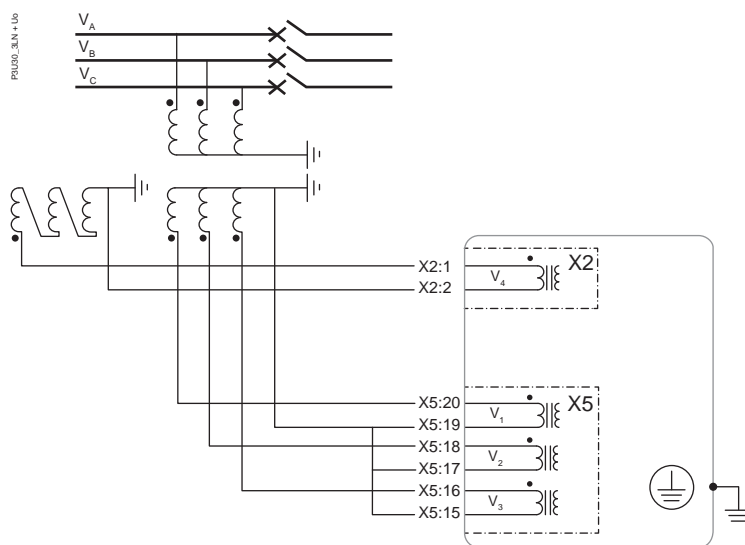 P3U30_3LN + Uo
VA
VB
VC
X2:1
X2:2
V4
X2
X5:20
X5:19
X5:18
X5:17
X5:16
X5:15
V1
V2
V3
X5